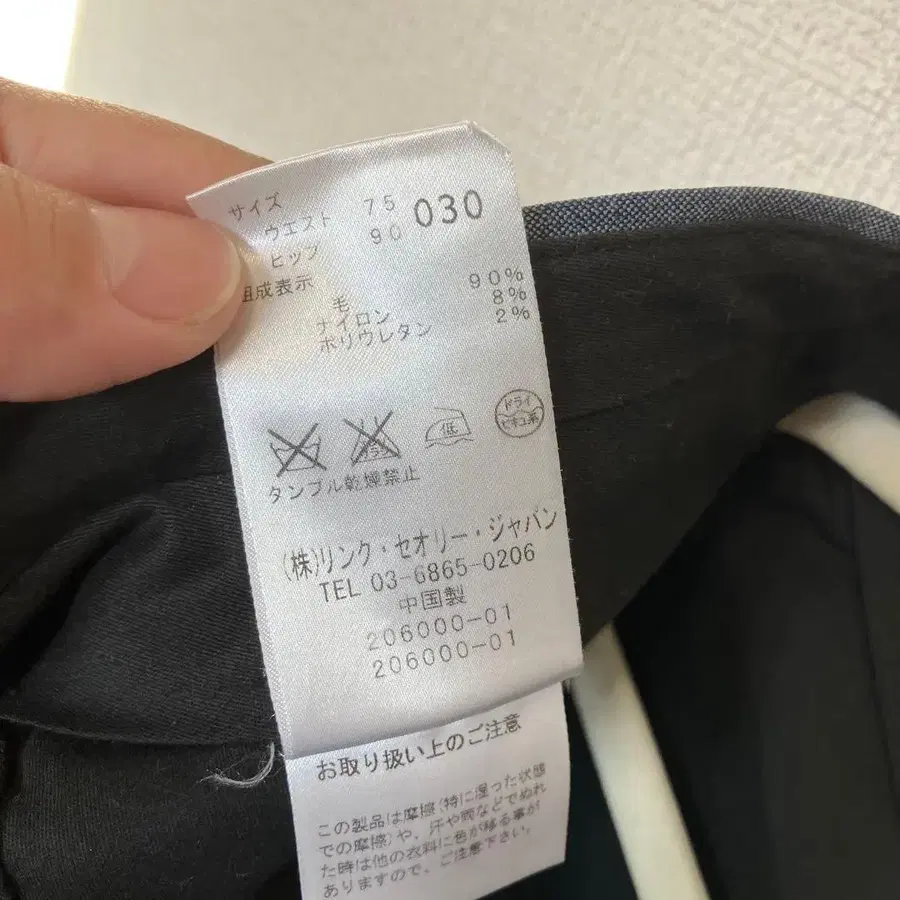 サイズ
ウエスト 75 030
ヒップ 90
組成表示
毛 90%
ナイロン 8%
ポリウレタン 2%
低
ドライ
セキユ系
タンブル乾燥禁止
(株)リンク・セオリー・ジャパン
TEL 03-6865-0206
中国製
206000-01
206000-01
お取り扱い上のご注意
この製品は摩擦(特に湿った状態
での摩擦)や、汗や雨などでぬれ
た時は他の衣料に色が移る事が
ありますので、ご注意下さい。